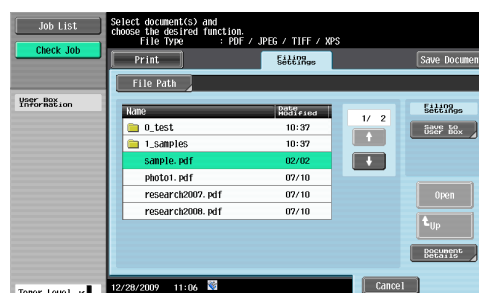 Job List
Select document(s) and
choose the desired function.
File Type : PDF / JPEG / TIFF / XPS
Check Job
Print
Filing
Settings
Save Documen
File Path
User Box
Information
Name
Date
Modified
1/ 2
Filing
Settings
0_test 10:37
1_samples 10:37
Save to
User Box
sample.pdf 02/02
photo1.pdf 07/10
research2007.pdf 07/10
Open
research2008.pdf 07/10
Up
Document
Details
Toner Level
12/28/2009 11:06
Cancel